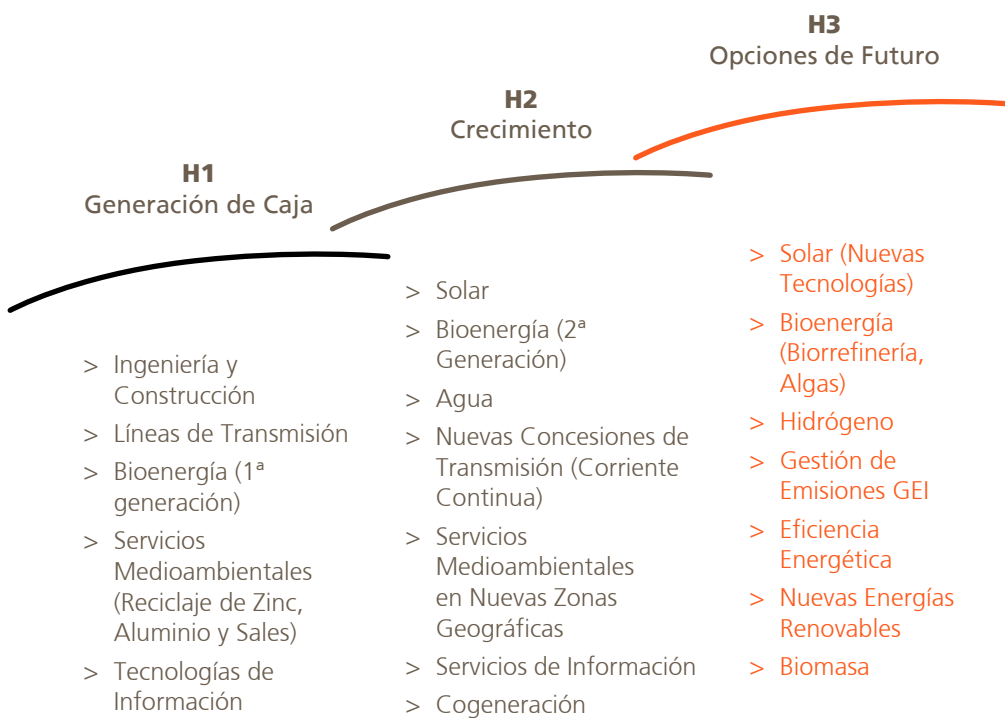 H1
Generación de Caja
> Ingeniería y
Construcción
> Líneas de Transmisión
> Bioenergía (1ª
generación)
> Servicios
Medioambientales
(Reciclaje de Zinc,
Aluminio y Sales)
> Tecnologías de
Información
H2
Crecimiento
> Solar
> Bioenergía (2ª
Generación)
> Agua
> Nuevas Concesiones de
Transmisión (Corriente
Continua)
> Servicios
Medioambientales
en Nuevas Zonas
Geográficas
> Servicios de Información
> Cogeneración
H3
Opciones de Futuro
> Solar (Nuevas
Tecnologías)
> Bioenergía
(Biorrefinería,
Algas)
> Hidrógeno
> Gestión de
Emisiones GEI
> Eficiencia
Energética
> Nuevas Energías
Renovables
> Biomasa